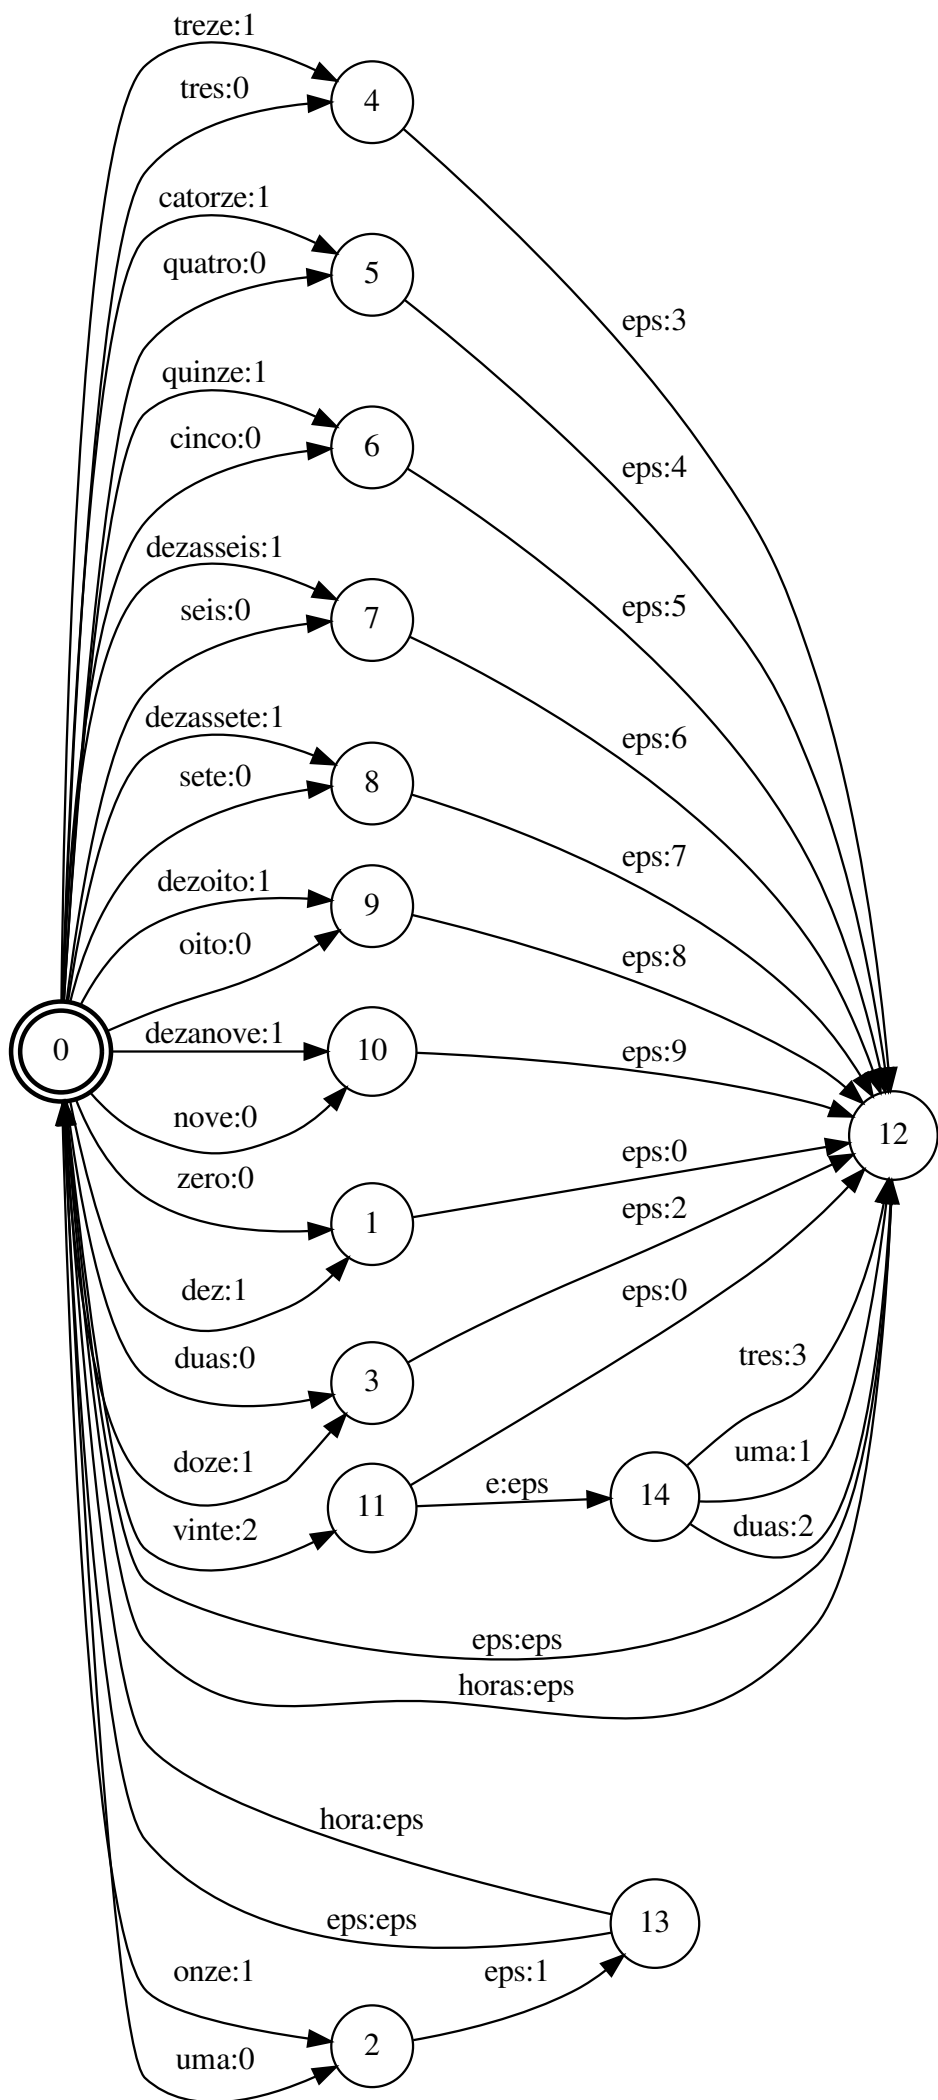 treze:1
tres:0
4
catorze:1
quatro:0
5
eps:3
quinze:1
cinco:0
6
eps:4
dezasseis:1
seis:0
7
eps:5
dezassete:1
sete:0
8
eps:6
dezoito:1
oito:0
9
eps:7
eps:8
0
dezanove:1
10
eps:9
nove:0
12
zero:0
1
eps:0
eps:2
dez:1
eps:0
duas:0
3
tres:3
doze:1
11
e:eps
14
uma:1
vinte:2
duas:2
eps:eps
horas:eps
hora:eps
eps:eps
13
onze:1
eps:1
uma:0
2